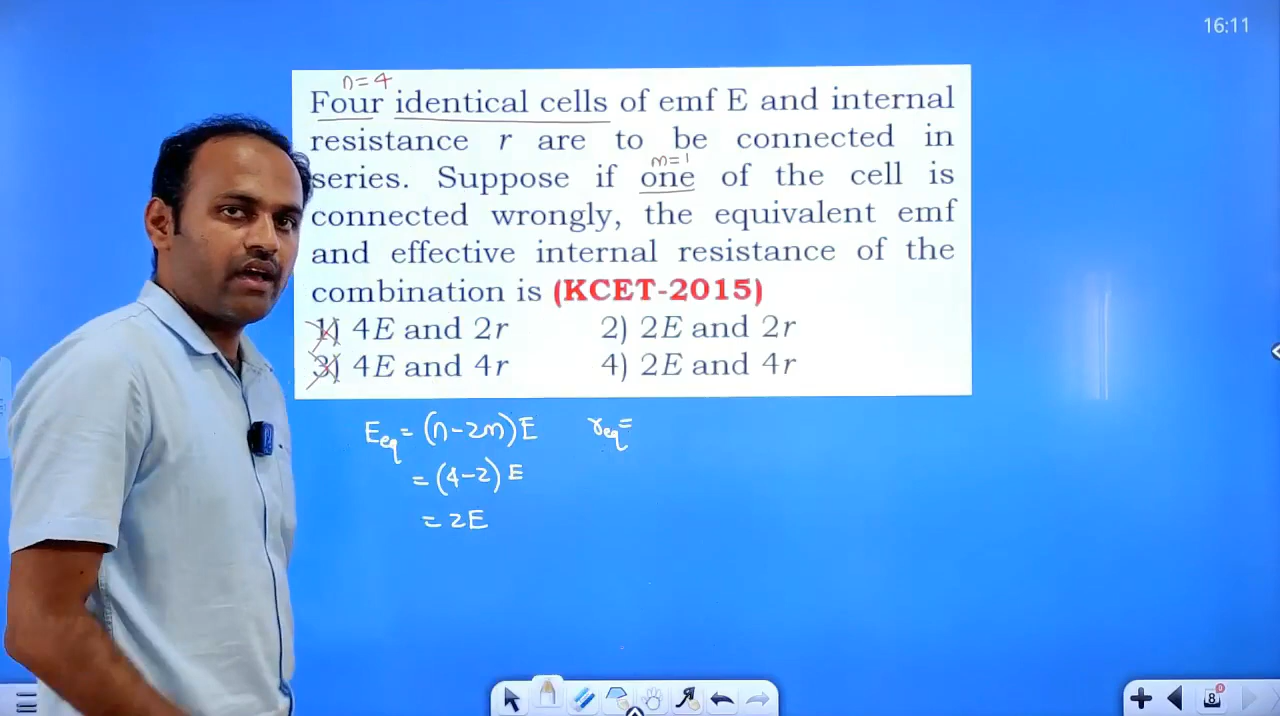 16:11
n=4
Four identical cells of emf E and internal
resistance r are to be connected in
m=1
series. Suppose if one of the cell is
connected wrongly, the equivalent emf
and effective internal resistance of the
combination is (KCET-2015)
1) 4E and 2r 2) 2E and 2r
3) 4E and 4r 4) 2E and 4r
Eeq = (n-2m)E req =
= (4-2) E
= 2E
8